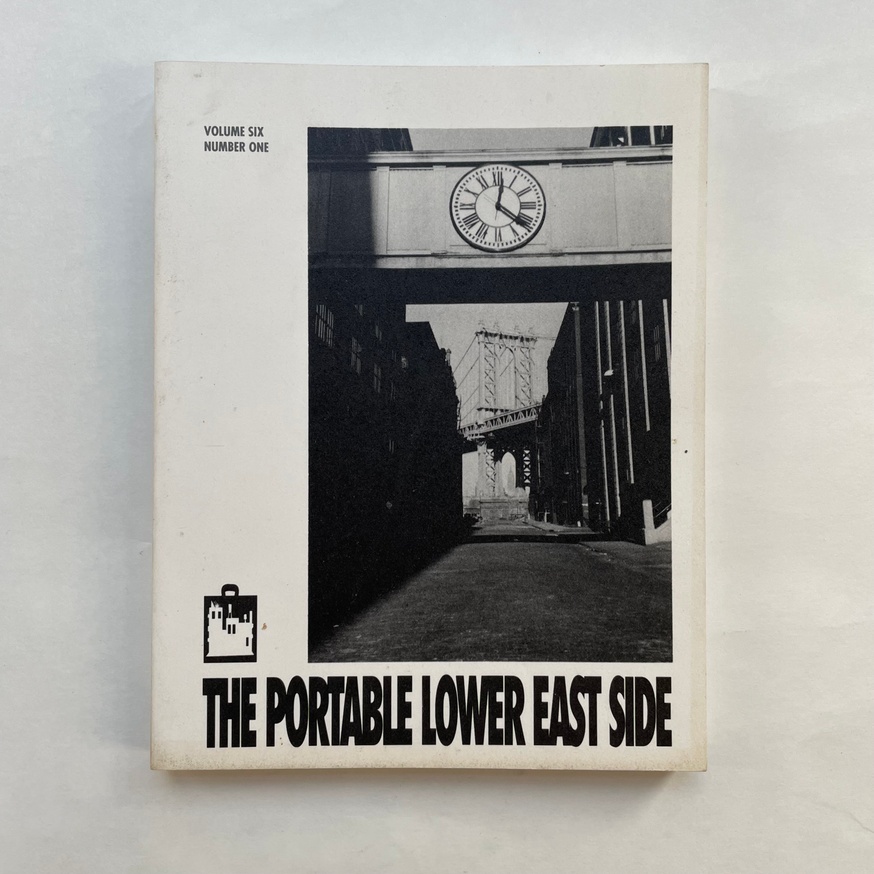 VOLUME SIX
NUMBER ONE
THE PORTABLE LOWER EAST SIDE